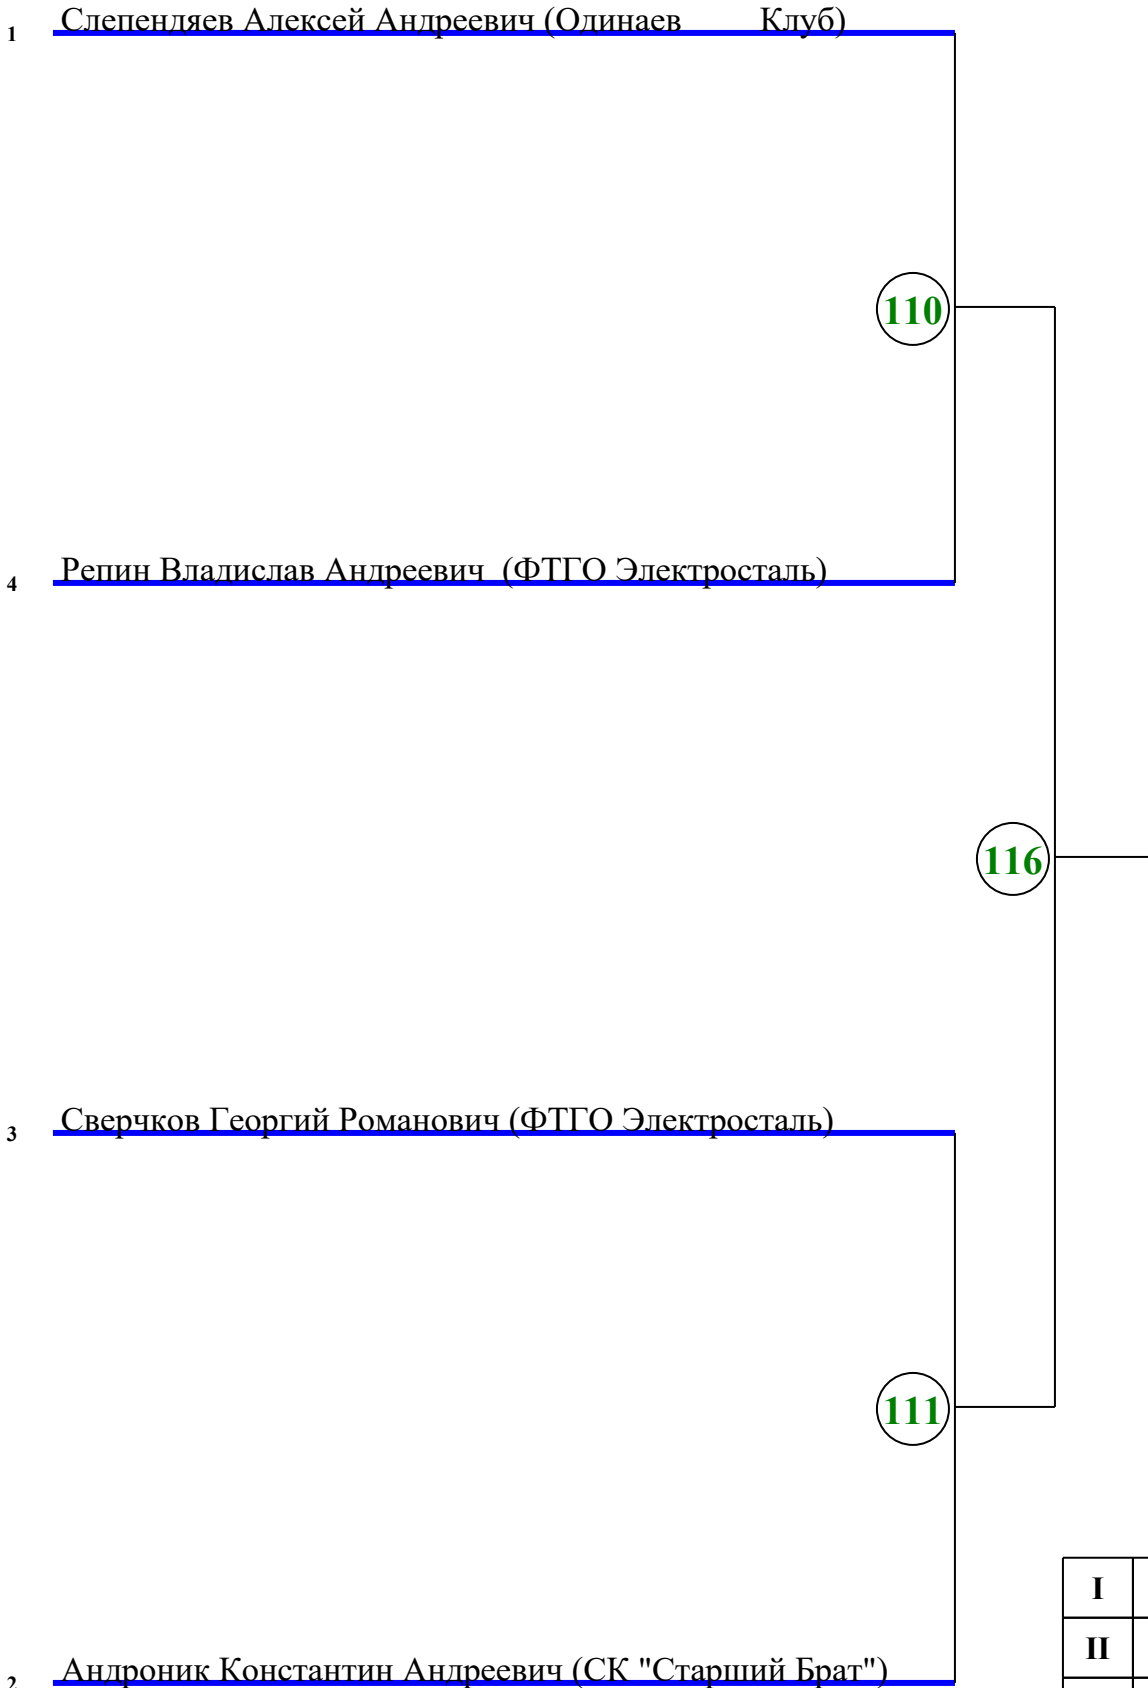 1 Слепендяев Алексей Андреевич (Одинаев Клуб)
110
4 Репин Владислав Андреевич (ФТГО Электросталь)
116
3 Сверчков Георгий Романович (ФТГО Электросталь)
111
I
II
2 Андроник Константин Андреевич (СК "Старший Брат")